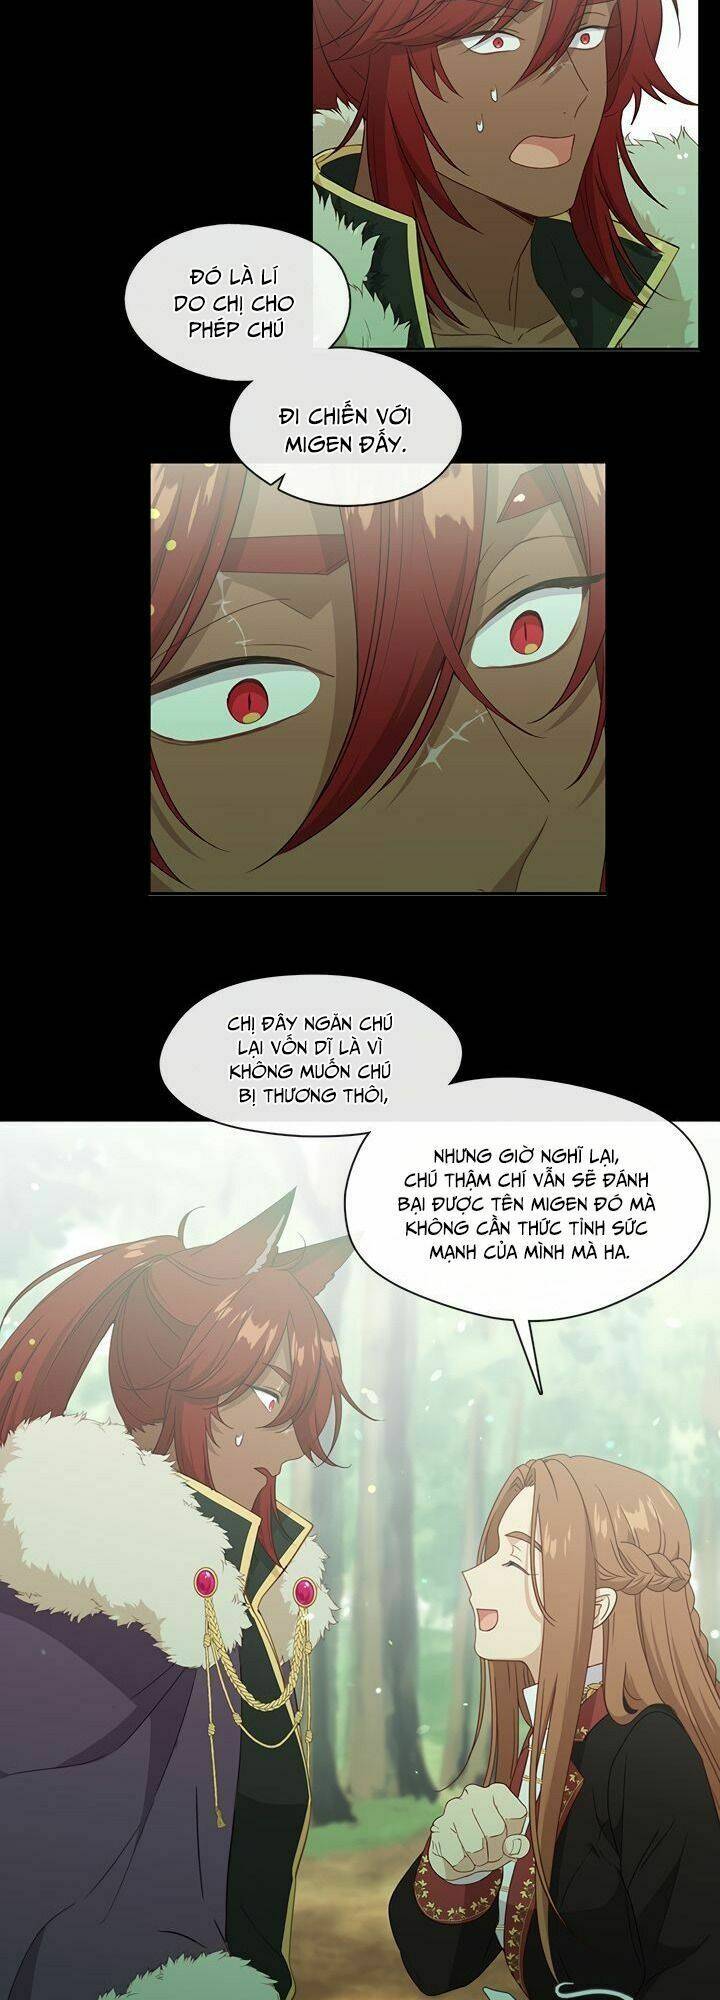 ĐÓ LÀ LÍ
DO CHỊ CHO
PHÉP CHÚ
ĐI CHIẾN VỚI
MIGEN ĐẤY.
CHỊ ĐÂY NGĂN CHÚ
LẠI VỐN DĨ LÀ VÌ
KHÔNG MUỐN CHÚ
BỊ THƯƠNG THÔI,
NHƯNG GIỜ NGHĨ LẠI,
CHÚ THẬM CHÍ VẪN SẼ ĐÁNH
BẠI ĐƯỢC TÊN MIGEN ĐÓ MÀ
KHÔNG CẦN THỨC TỈNH SỨC
MẠNH CỦA MÌNH MÀ HA.